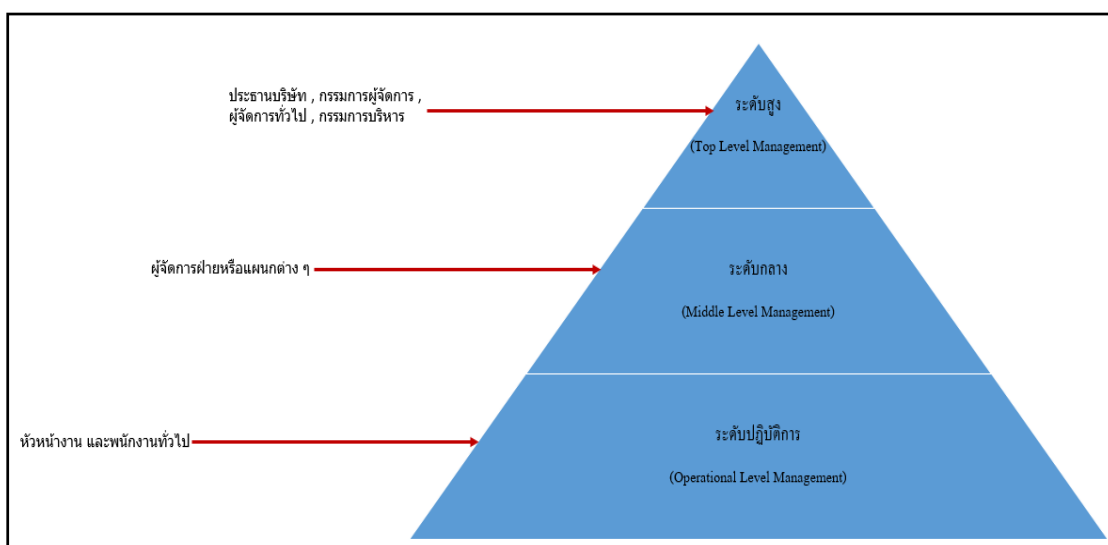 ประธานบริษัท , กรรมการผู้จัดการ ,
ผู้จัดการทั่วไป , กรรมการบริหาร
ระดับสูง
(Top Level Management)
ผู้จัดการฝ่ายหรือแผนกต่าง ๆ
ระดับกลาง
(Middle Level Management)
หัวหน้างาน และพนักงานทั่วไป
ระดับปฏิบัติการ
(Operational Level Management)